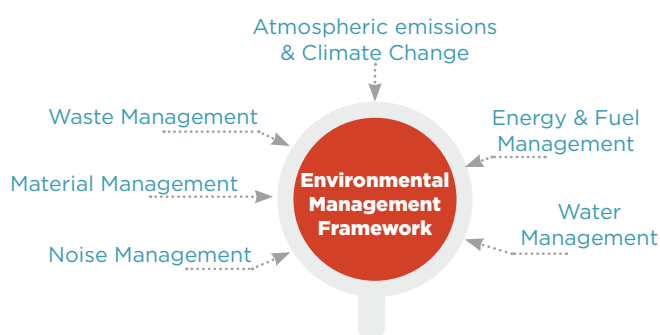 Atmospheric emissions
& Climate Change
Waste Management
Energy & Fuel
Management
Material Management
Environmental
Management
Framework
Water
Management
Noise Management